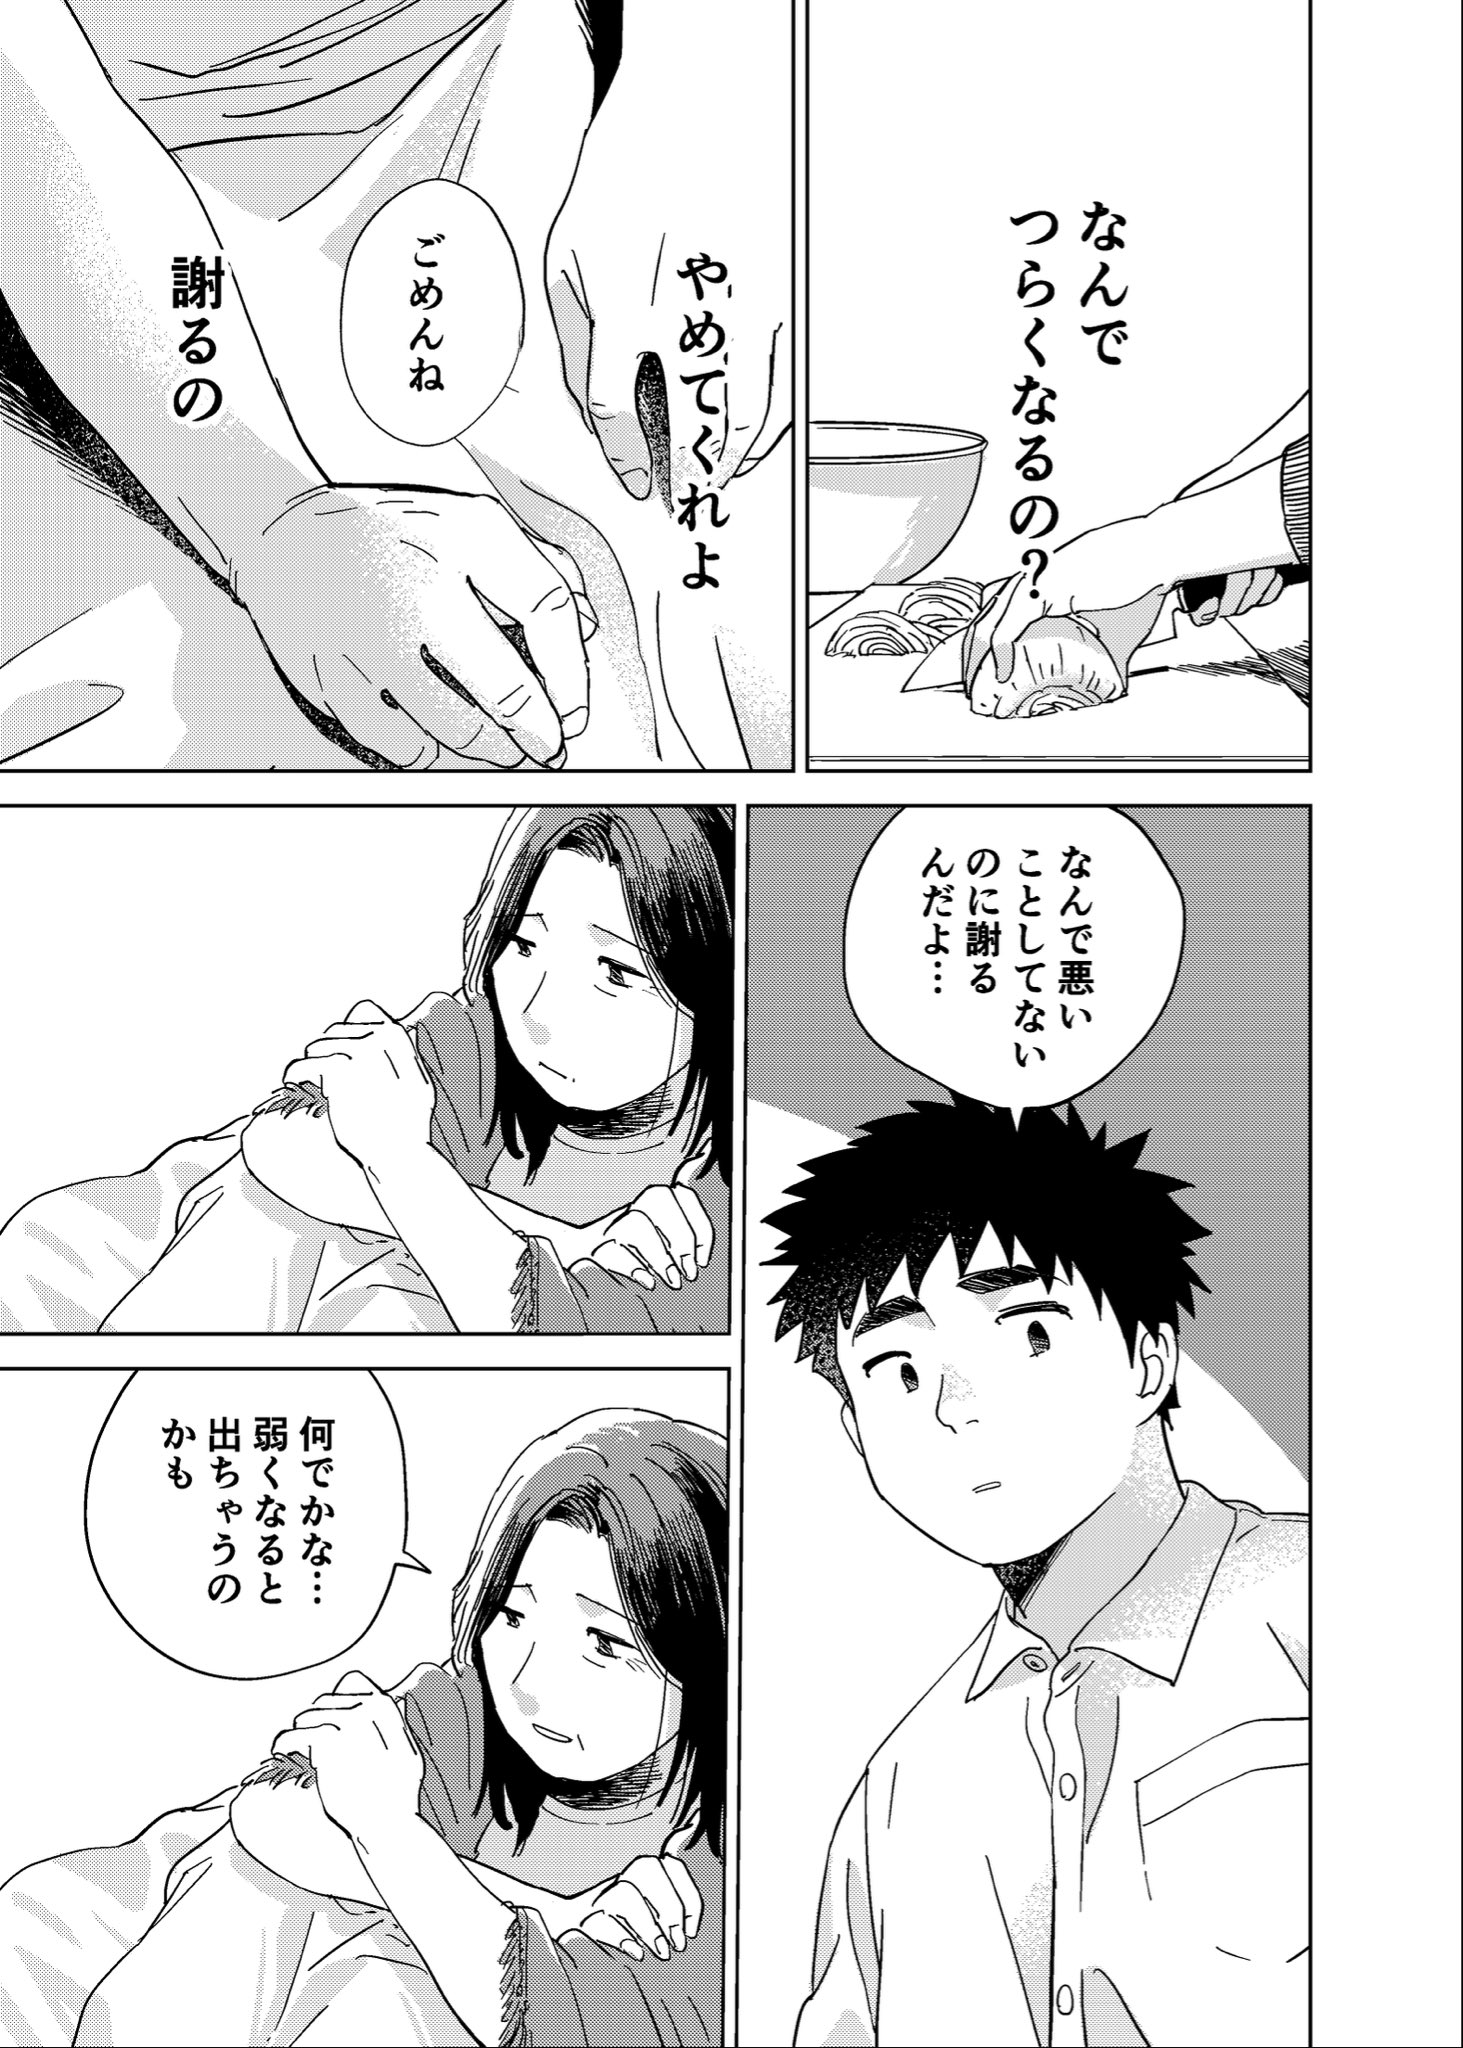 なんで
つらくなるの?
やめてくれよ
ごめんね
謝るの
なんで悪い
ことしてない
のに謝る
んだよ…
何でかな…
弱くなると
出ちゃうの
かも